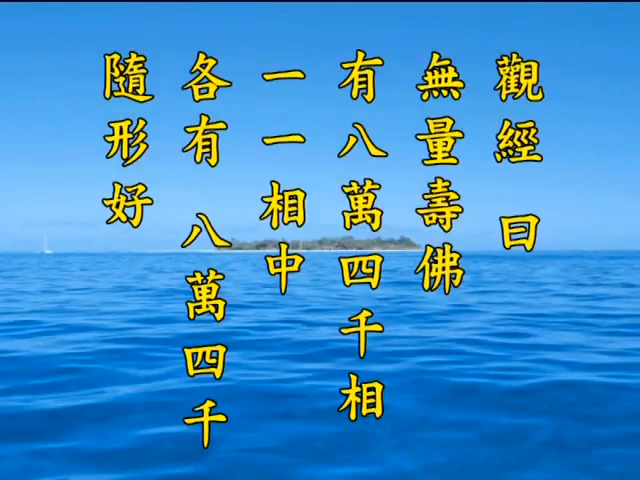 觀經 曰
無量壽佛
有八萬四千相
一一相中
各有 八萬四千
隨形好